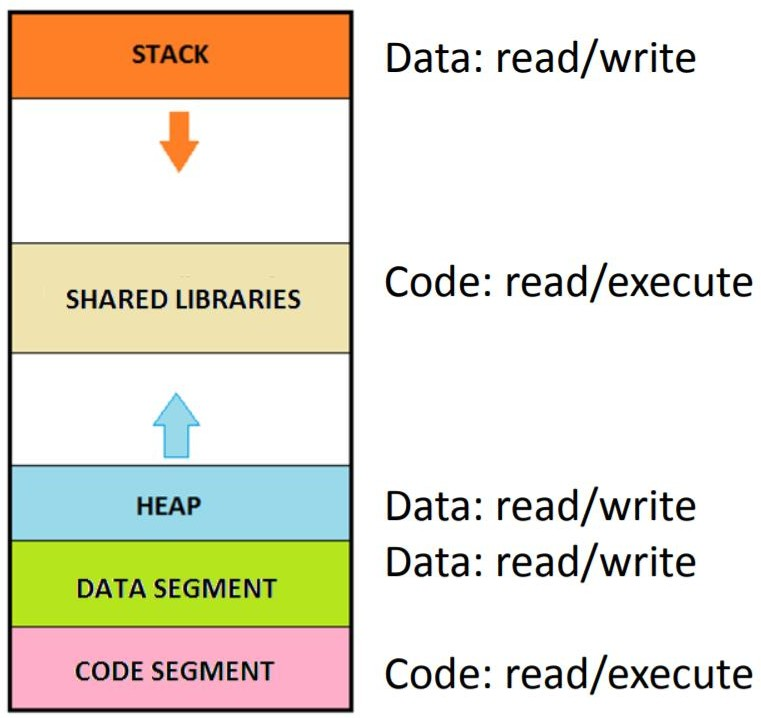 STACK Data: read/write
SHARED LIBRARIES Code: read/execute
HEAP Data: read/write
DATA SEGMENT Data: read/write
CODE SEGMENT Code: read/execute